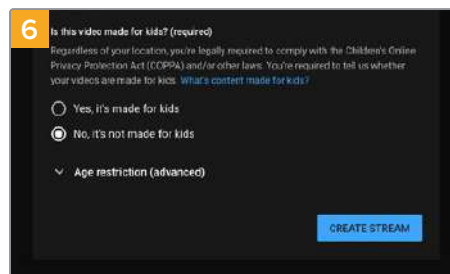 6
Is this video made for kids? (required)
Regardless of your location, you're legally required to comply with the Children's Online
Privacy Protection Act (COPPA) and/or other laws. You're required to tell us whether
your videos are made for kids. What's content made for kids?
Yes, it's made for kids
No, it's not made for kids
Age restriction (advanced)
CREATE STREAM